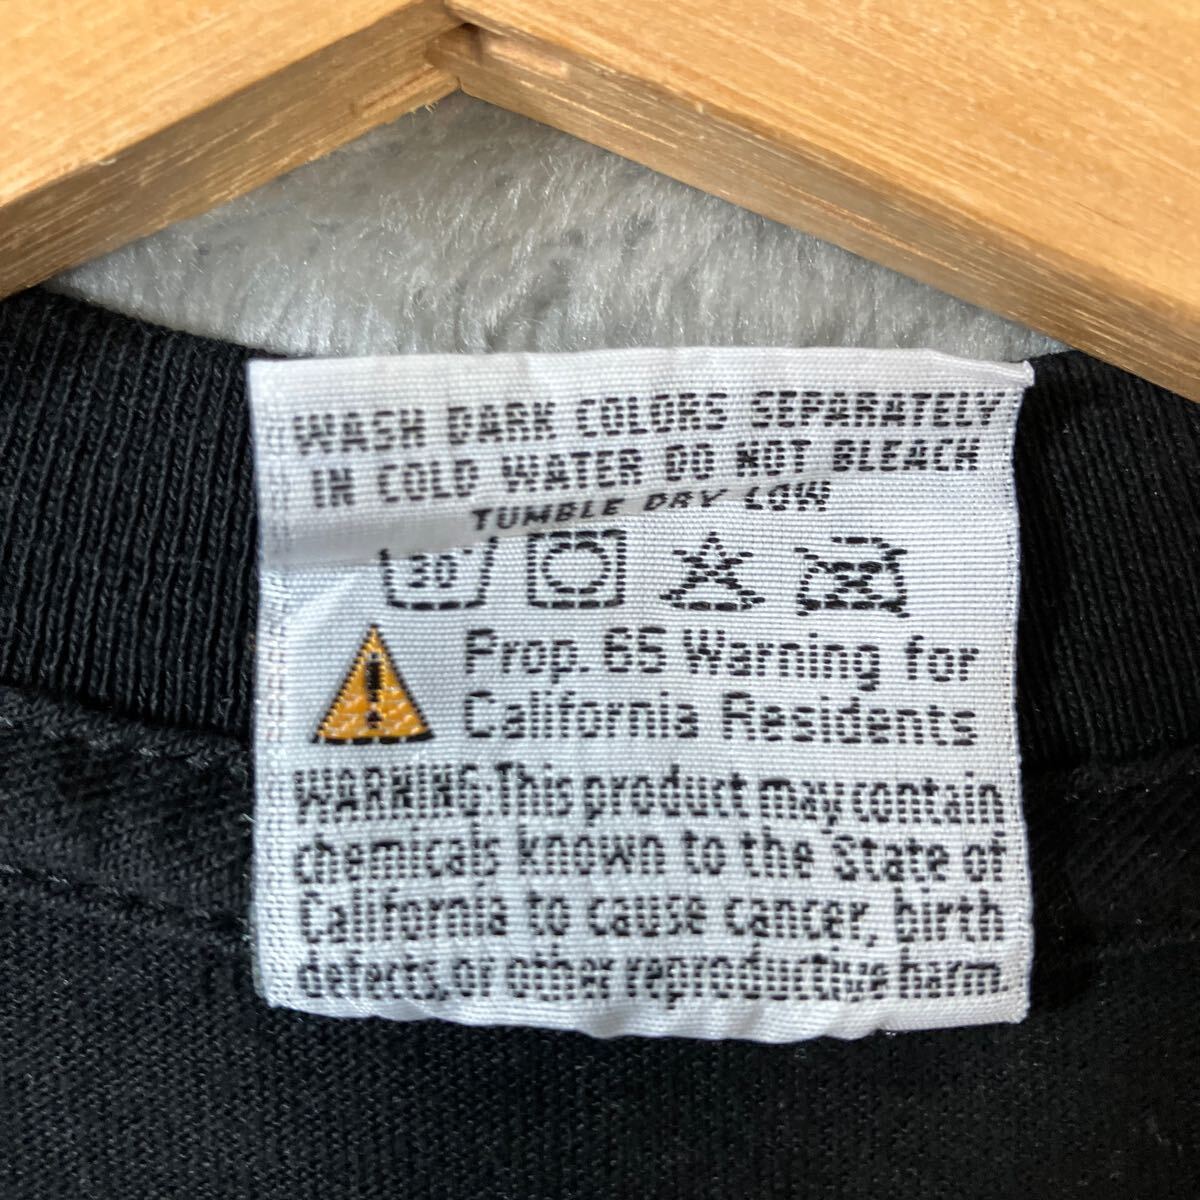 WASH DARK COLORS SEPARATELY
IN COLD WATER DO NOT BLEACH
TUMBLE DRY LOW
30
Prop. 65 Warning for
California Residents
WARNING: This product may contain
chemicals known to the State of
California to cause cancer, birth
defects, or other reproductive harm.